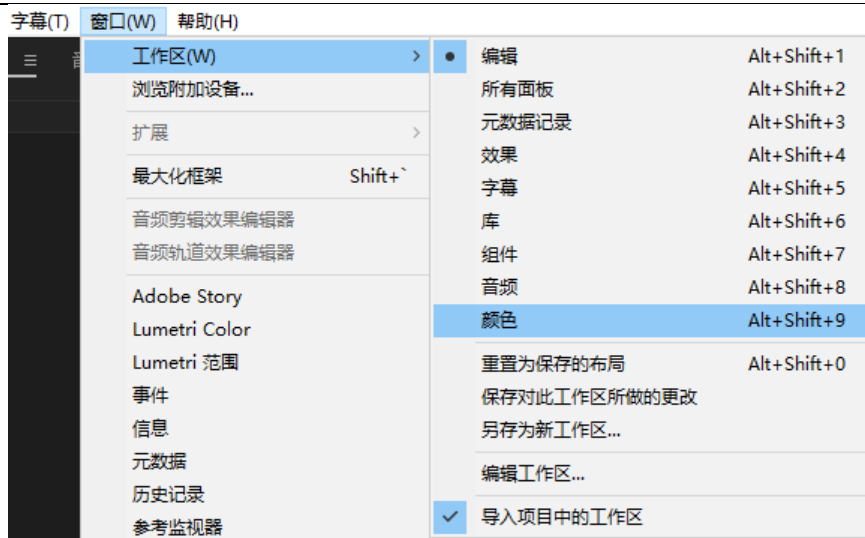 字幕(T) 窗口(W) 帮助(H)
工作区(W)
浏览附加设备...
扩展
最大化框架 Shift+`
音频剪辑效果编辑器
音频轨道效果编辑器
Adobe Story
Lumetri Color
Lumetri 范围
事件
信息
元数据
历史记录
参考监视器
编辑 Alt+Shift+1
所有面板 Alt+Shift+2
元数据记录 Alt+Shift+3
效果 Alt+Shift+4
字幕 Alt+Shift+5
库 Alt+Shift+6
组件 Alt+Shift+7
音频 Alt+Shift+8
颜色 Alt+Shift+9
重置为保存的布局 Alt+Shift+0
保存对此工作区所做的更改
另存为新工作区...
编辑工作区...
导入项目中的工作区